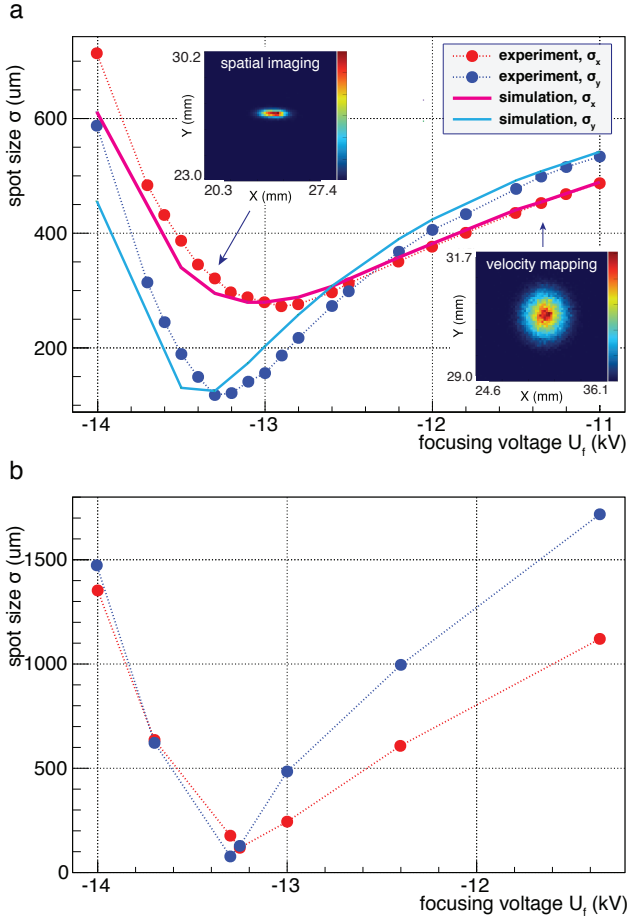 a
spot size σ (um)
600
400
200
30.2
spatial imaging
Y (mm)
23.0
20.3
X (mm)
27.4
experiment, σx
experiment, σy
simulation, σx
simulation, σy
31.7
velocity mapping
Y (mm)
29.0
24.6
X (mm)
36.1
-14
-13
-12
-11
focusing voltage Uf (kV)
b
spot size σ (um)
1500
1000
500
0
-14
-13
-12
focusing voltage Uf (kV)